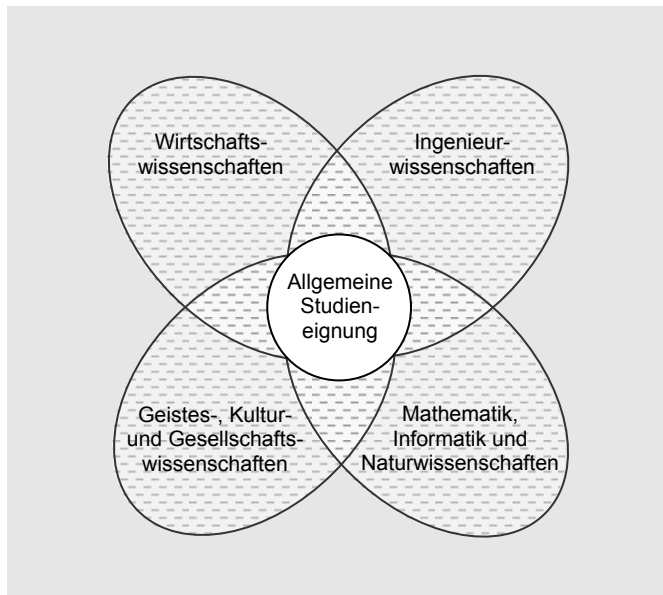 Wirtschafts-
wissenschaften
Ingenieur-
wissenschaften
Allgemeine
Studien-
eignung
Geistes-, Kultur-
und Gesellschafts-
wissenschaften
Mathematik,
Informatik und
Naturwissenschaften